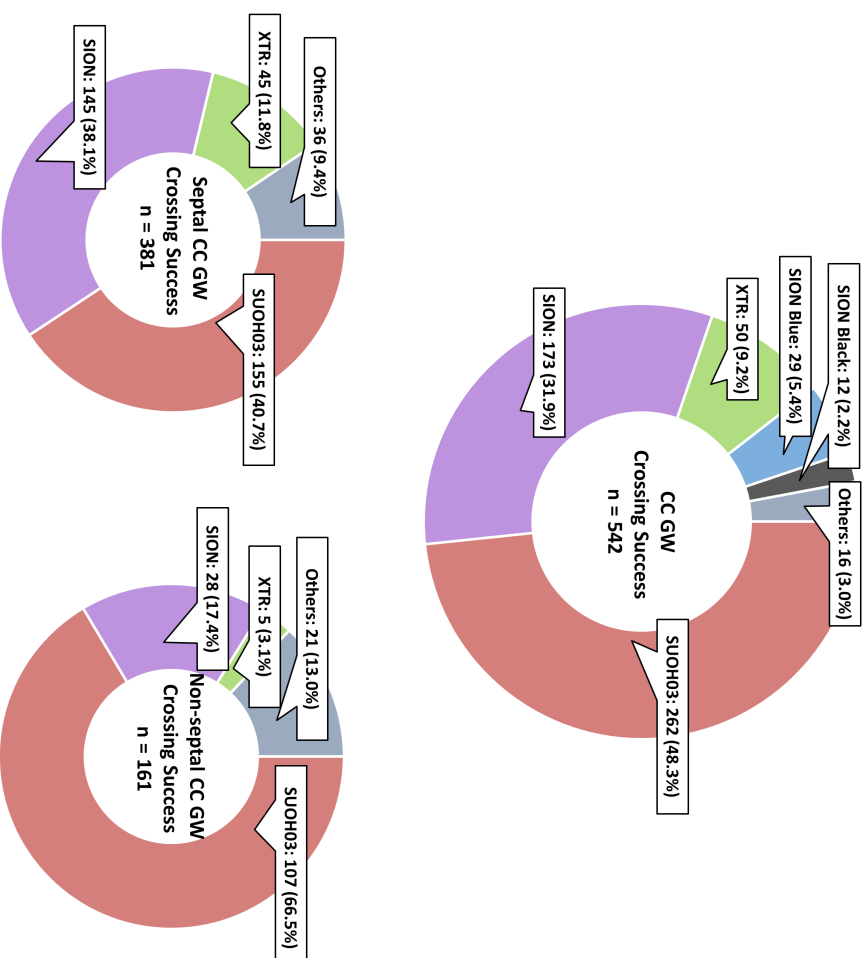 CC GW
Crossing Success
n = 542
SUOH03: 262 (48.3%)
SION: 173 (31.9%)
XTR: 50 (9.2%)
SION Blue: 29 (5.4%)
SION Black: 12 (2.2%)
Others: 16 (3.0%)
Septal CC GW
Crossing Success
n = 381
SUOH03: 155 (40.7%)
SION: 145 (38.1%)
XTR: 45 (11.8%)
Others: 36 (9.4%)
Non-septal CC GW
Crossing Success
n = 161
SUOH03: 107 (66.5%)
SION: 28 (17.4%)
XTR: 5 (3.1%)
Others: 21 (13.0%)